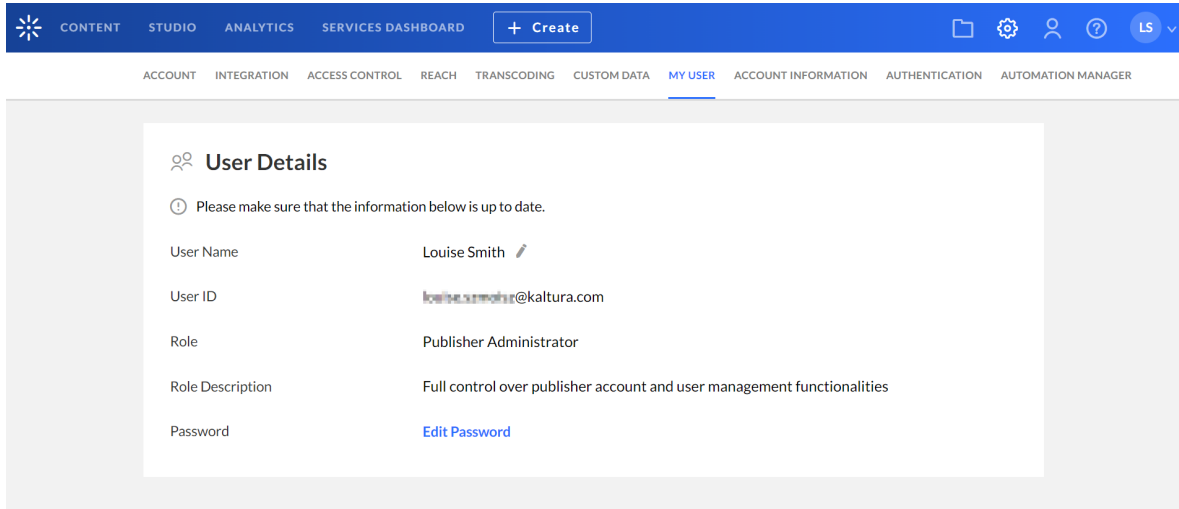 CONTENT STUDIO ANALYTICS SERVICES DASHBOARD + Create LS
ACCOUNT INTEGRATION ACCESS CONTROL REACH TRANSCODING CUSTOM DATA MY USER ACCOUNT INFORMATION AUTHENTICATION AUTOMATION MANAGER
User Details
Please make sure that the information below is up to date.
User Name Louise Smith
User ID @kaltura.com
Role Publisher Administrator
Role Description Full control over publisher account and user management functionalities
Password Edit Password